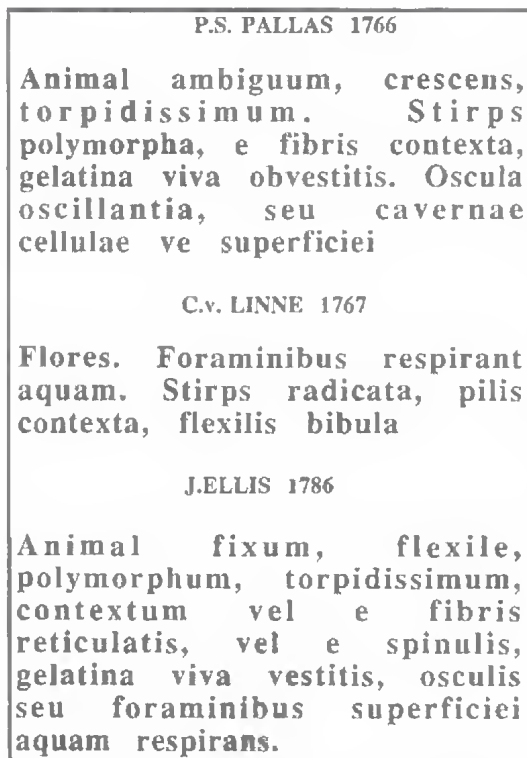 P.S. PALLAS 1766
Animal ambiguum, crescens,
torpidissimum. Stirps
polymorpha, e fibris contexta,
gelatina viva obvestitis. Oscula
oscillantia, seu cavernae
cellulae ve superficiei
C.v. LINNE 1767
Flores. Foraminibus respirant
aquam. Stirps radicata, pilis
contexta, flexilis bibula
J.ELLIS 1786
Animal fixum, flexile,
polymorphum, torpidissimum,
contextum vel e fibris
reticulatis, vel e spinulis,
gelatina viva vestitis, osculis
seu foraminibus superficiei
aquam respirans.